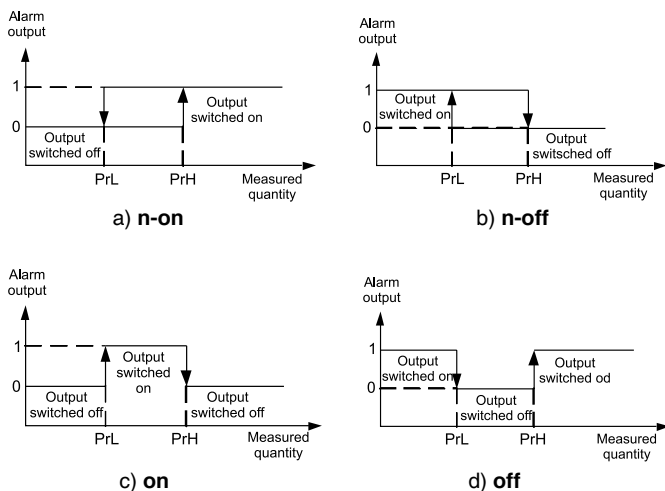 Alarm
output
1
0
Output
switched off
Output
switched on
PrL
PrH
Measured
quantity
a) n-on
Alarm
output
1
0
Output
switched on
Output
switsched off
PrL
PrH
Measured
quantity
b) n-off
Alarm
output
1
0
Output
switched off
Output
switched
on
Output
switched off
PrL
PrH
Measured
quantity
c) on
Alarm
output
1
0
Output
switched on
Output
switched off
Output
switched od
PrL
PrH
Measured
quantity
d) off